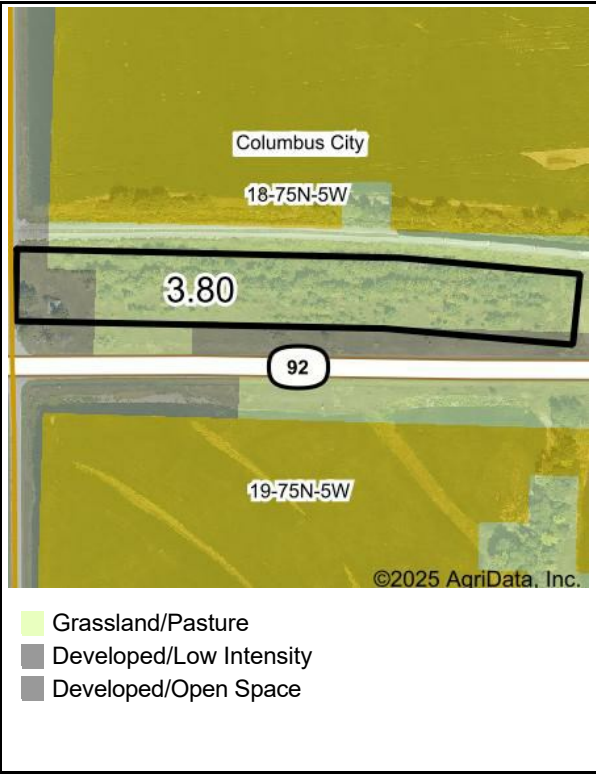 Columbus City
18-75N-5W
3.80
92
19-75N-5W
©2025 AgriData, Inc.
Grassland/Pasture
Developed/Low Intensity
Developed/Open Space